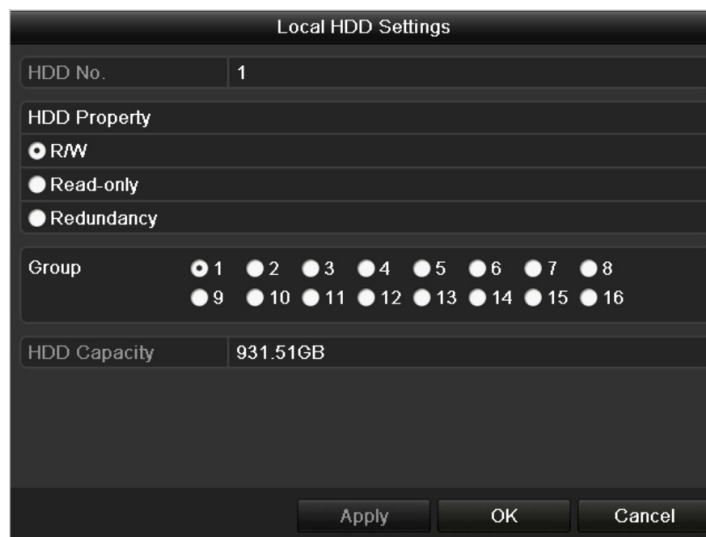 Local HDD Settings
HDD No. 1
HDD Property
R/W
Read-only
Redundancy
Group 1 2 3 4 5 6 7 8
9 10 11 12 13 14 15 16
HDD Capacity 931.51GB
Apply OK Cancel